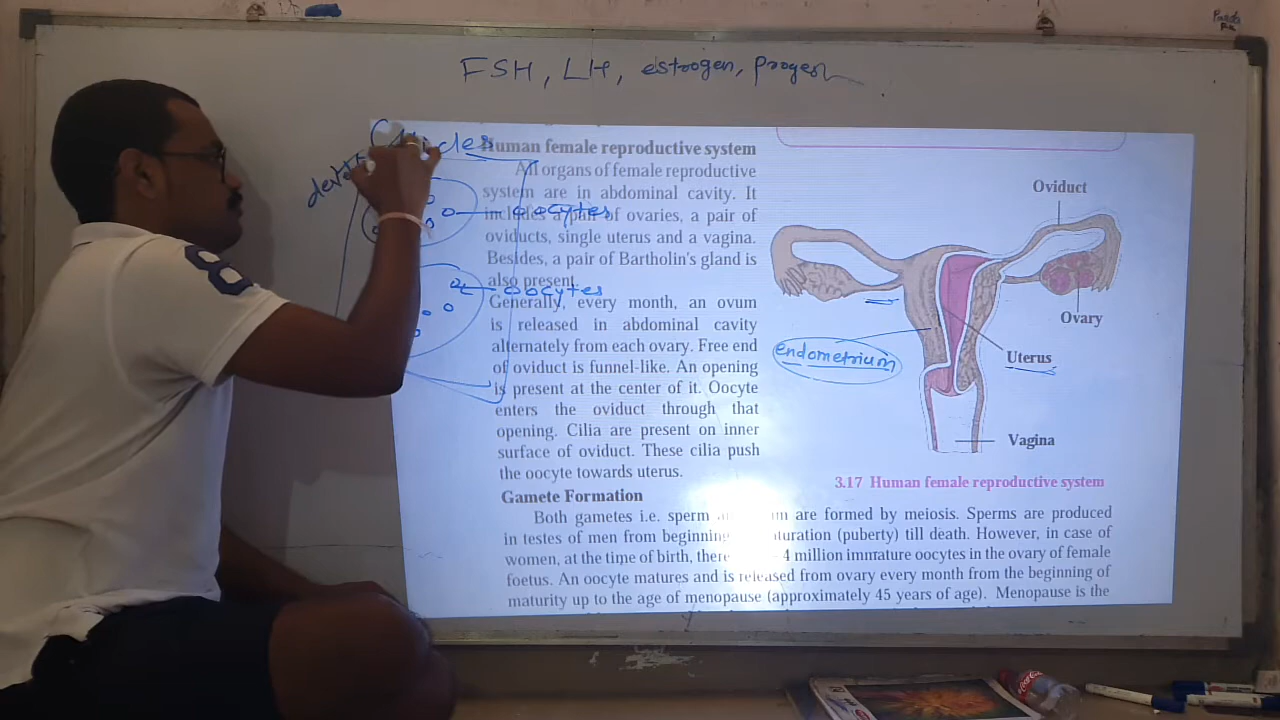 FSH, LH, estrogen,
Human female reproductive system
All organs of female reproductive
system are in abdominal cavity. It
includes a pair of ovaries, a pair of
oviducts, single uterus and a vagina.
Besides, a pair of Bartholin's gland is
also present.
Generally, every month, an ovum
is released in abdominal cavity
alternately from each ovary. Free end
of oviduct is funnel-like. An opening
is present at the center of it. Oocyte
enters the oviduct through that
opening. Cilia are present on inner
surface of oviduct. These cilia push
the oocyte towards uterus.
oocytes
oocytes
Oviduct
Ovary
endometrium
Uterus
Vagina
3.17 Human female reproductive system
Gamete Formation
Both gametes i.e. sperm are formed by meiosis. Sperms are produced
in testes of men from beginning (puberty) till death. However, in case of
women, at the time of birth, 4 million immature oocytes in the ovary of female
foetus. An oocyte matures and is released from ovary every month from the beginning of
maturity up to the age of menopause (approximately 45 years of age). Menopause is the
8